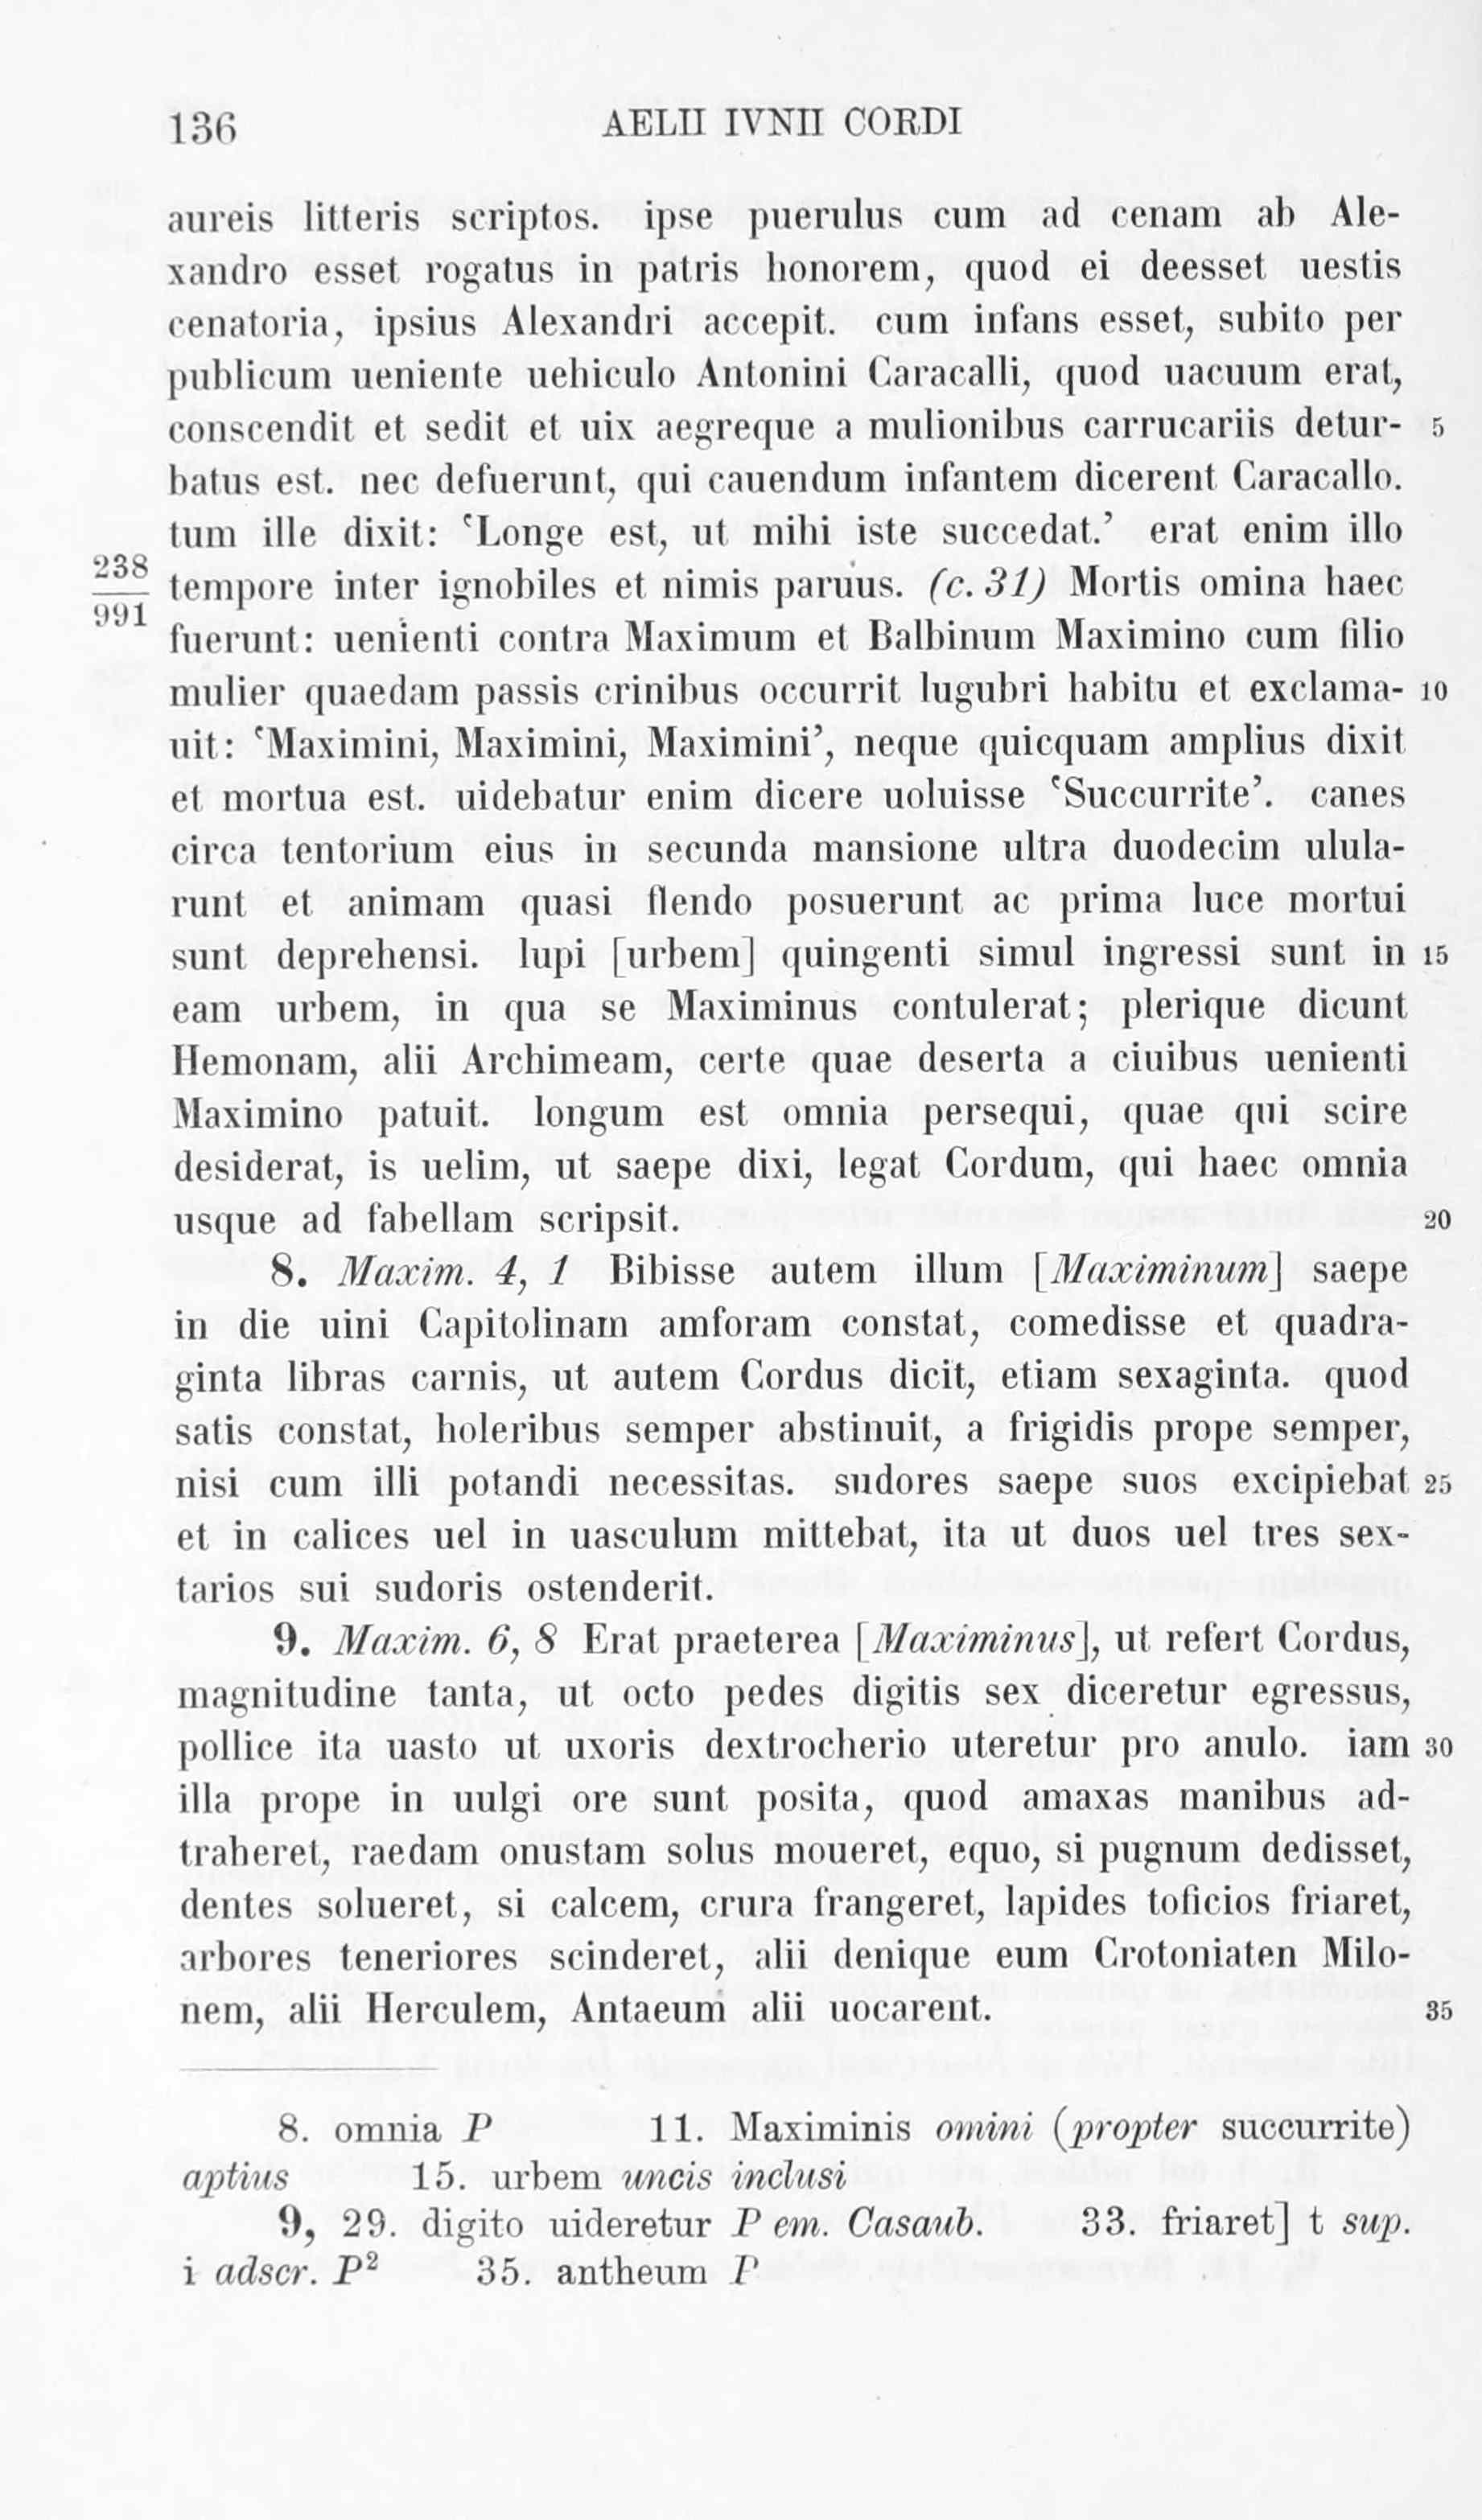 136 AELII IVNII CORDI
aureis litteris scriptos. ipse puerulus cum ad cenam ab Ale-
xandro esset rogatus in patris honorem, quod ei deesset uestis
cenatoria, ipsius Alexandri accepit. cum infans esset, subito per
publicum ueniente uehiculo Antonini Caracalli, quod uacuum erat,
conscendit et sedit et uix aegreque a mulionibus carrucariis detur- 5
batus est. nec defuerunt, qui cauendum infantem dicerent Caracallo.
tum ille dixit: ‘Longe est, ut mihi iste succedat.’ erat enim illo
238
991
tempore inter ignobiles et nimis paruus. (c. 31) Mortis omina haec
fuerunt: uenienti contra Maximum et Balbinum Maximino cum filio
mulier quaedam passis crinibus occurrit lugubri habitu et exclama- 10
uit: ‘Maximini, Maximini, Maximini’, neque quicquam amplius dixit
et mortua est. uidebatur enim dicere uoluisse ‘Succurrite’. canes
circa tentorium eius in secunda mansione ultra duodecim ulula-
runt et animam quasi flendo posuerunt ac prima luce mortui
sunt deprehensi. lupi [urbem] quingenti simul ingressi sunt in 15
eam urbem, in qua se Maximinus contulerat; plerique dicunt
Hemonam, alii Archimeam, certe quae deserta a ciuibus uenienti
Maximino patuit. longum est omnia persequi, quae qui scire
desiderat, is uelim, ut saepe dixi, legat Cordum, qui haec omnia
usque ad fabellam scripsit. 20
8. Maxim. 4, 1 Bibisse autem illum [Maximinum] saepe
in die uini Capitolinam amforam constat, comedisse et quadra-
ginta libras carnis, ut autem Cordus dicit, etiam sexaginta. quod
satis constat, holeribus semper abstinuit, a frigidis prope semper,
nisi cum illi potandi necessitas. sudores saepe suos excipiebat 25
et in calices uel in uasculum mittebat, ita ut duos uel tres sex-
tarios sui sudoris ostenderit.
9. Maxim. 6, 8 Erat praeterea [Maximinus], ut refert Cordus,
magnitudine tanta, ut octo pedes digitis sex diceretur egressus,
pollice ita uasto ut uxoris dextrocherio uteretur pro anulo. iam 30
illa prope in uulgi ore sunt posita, quod amaxas manibus ad-
traheret, raedam onustam solus moueret, equo, si pugnum dedisset,
dentes solueret, si calcem, crura frangeret, lapides toficios friaret,
arbores teneriores scinderet, alii denique eum Crotoniaten Milo-
nem, alii Herculem, Antaeum alii uocarent. 35
8. omnia P 11. Maximinis omini (propter succurrite)
aptius 15. urbem uncis inclusi
9, 29. digito uideretur P em. Casaub. 33. friaret] t sup.
i adscr. P² 35. antheum P